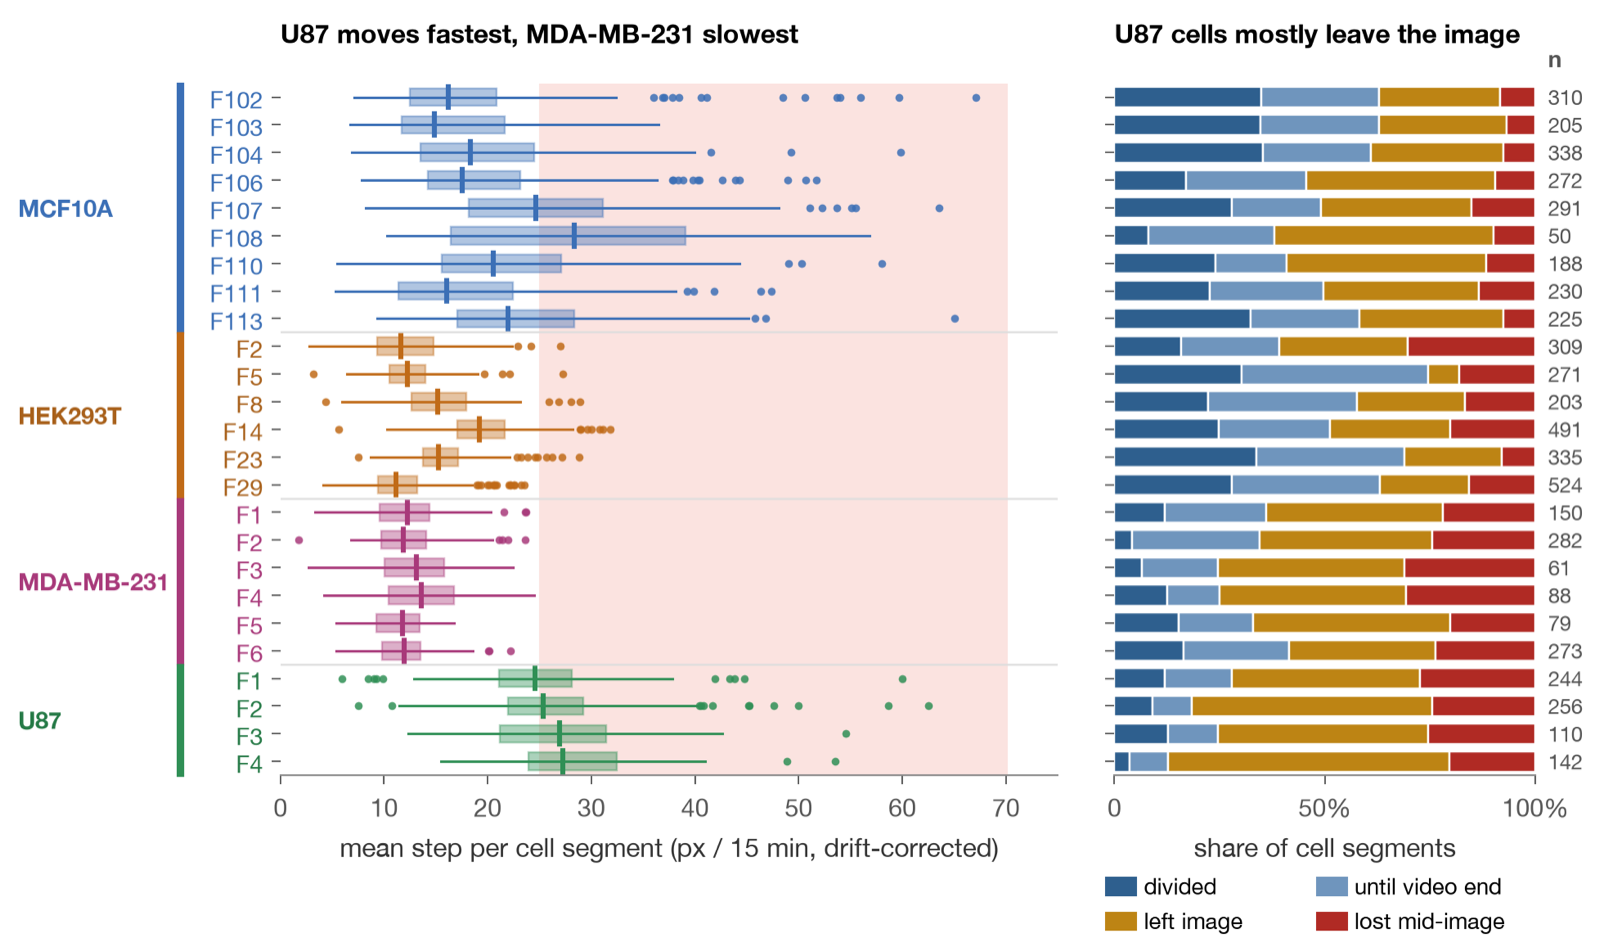 U87 moves fastest, MDA-MB-231 slowest
U87 cells mostly leave the image
n
MCF10A
F102
310
F103
205
F104
338
F106
272
F107
291
F108
50
F110
188
F111
230
F113
225
HEK293T
F2
309
F5
271
F8
203
F14
491
F23
335
F29
524
MDA-MB-231
F1
150
F2
282
F3
61
F4
88
F5
79
F6
273
U87
F1
244
F2
256
F3
110
F4
142
0 10 20 30 40 50 60 70
0 50% 100%
mean step per cell segment (px / 15 min, drift-corrected)
share of cell segments
divided
until video end
left image
lost mid-image